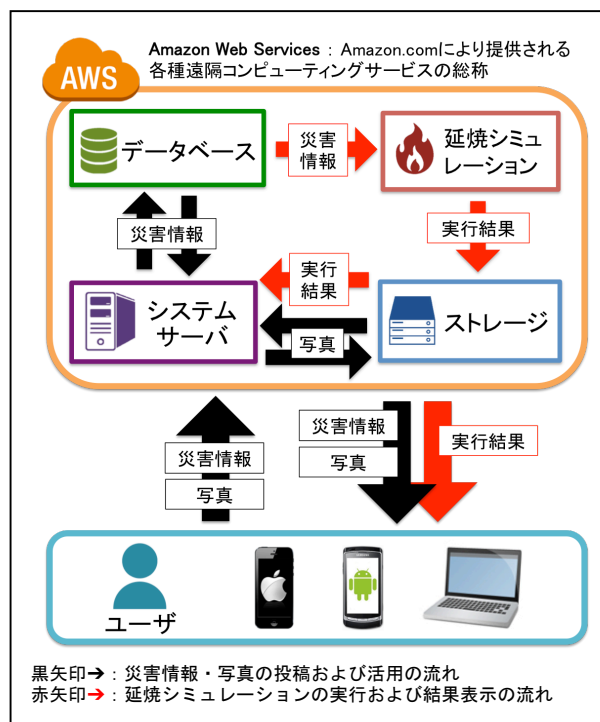 Amazon Web Services : Amazon.comにより提供される
各種遠隔コンピューティングサービスの総称
AWS
データベース
災害
情報
延焼シミュ
レーション
災害情報
実行結果
実行
結果
システム
サーバ
写真
ストレージ
災害情報
写真
災害情報
写真
実行結果
ユーザ
黒矢印➔ : 災害情報・写真の投稿および活用の流れ
赤矢印➔ : 延焼シミュレーションの実行および結果表示の流れ